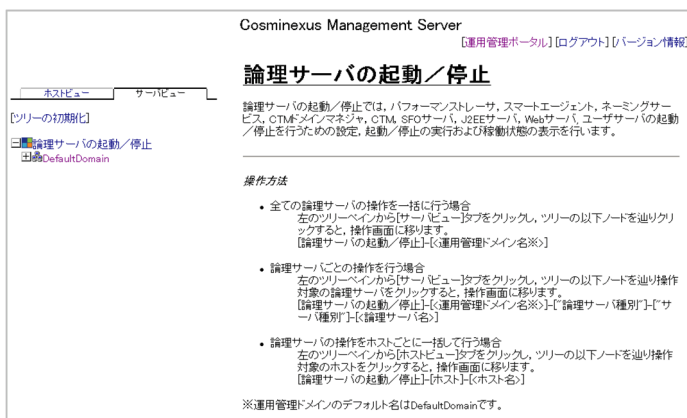 Cosminexus Management Server
[運用管理ポータル] [ログアウト] [バージョン情報]
ホストビュー サーバビュー
[ツリーの初期化]
論理サーバの起動／停止
DefaultDomain
論理サーバの起動／停止
論理サーバの起動／停止では，パフォーマンストレーサ，スマートエージェント，ネーミングサー
ビス，CTMドメインマネジャ，CTM，SFOサーバ，J2EEサーバ，Webサーバ，ユーザサーバの起動
／停止を行うための設定，起動／停止の実行および稼働状態の表示を行います。
操作方法
• 全ての論理サーバの操作を一括に行う場合
左のツリーペインから[サーバビュー]タブをクリックし，ツリーの以下ノードを辿りクリ
ックすると，操作画面に移ります。
[論理サーバの起動／停止]-[<運用管理ドメイン名※>]
• 論理サーバごとの操作を行う場合
左のツリーペインから[サーバビュー]タブをクリックし，ツリーの以下ノードを辿り操作
対象の論理サーバをクリックすると，操作画面に移ります。
[論理サーバの起動／停止]-[<運用管理ドメイン名※>]-["論理サーバ種別"]-["サ
ーバ種別"]-[<論理サーバ名>]
• 論理サーバの操作をホストごとに一括して行う場合
左のツリーペインから[ホストビュー]タブをクリックし，ツリーの以下ノードを辿り操作
対象のホストをクリックすると，操作画面に移ります。
[論理サーバの起動／停止]-[ホスト]-[<ホスト名>]
※運用管理ドメインのデフォルト名はDefaultDomainです。